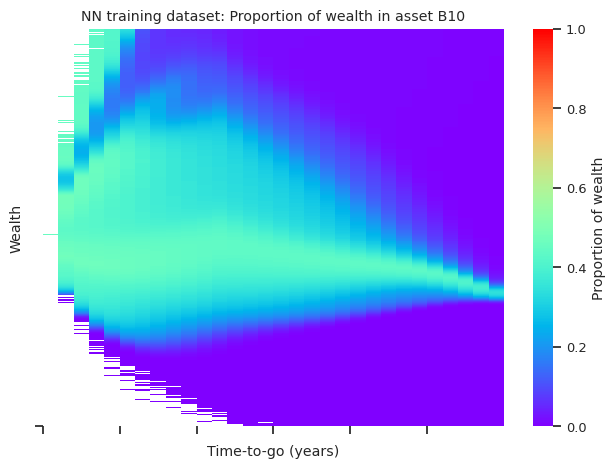 NN training dataset: Proportion of wealth in asset B10
Wealth
Time-to-go (years)
1.0
0.8
0.6
0.4
0.2
0.0
Proportion of wealth